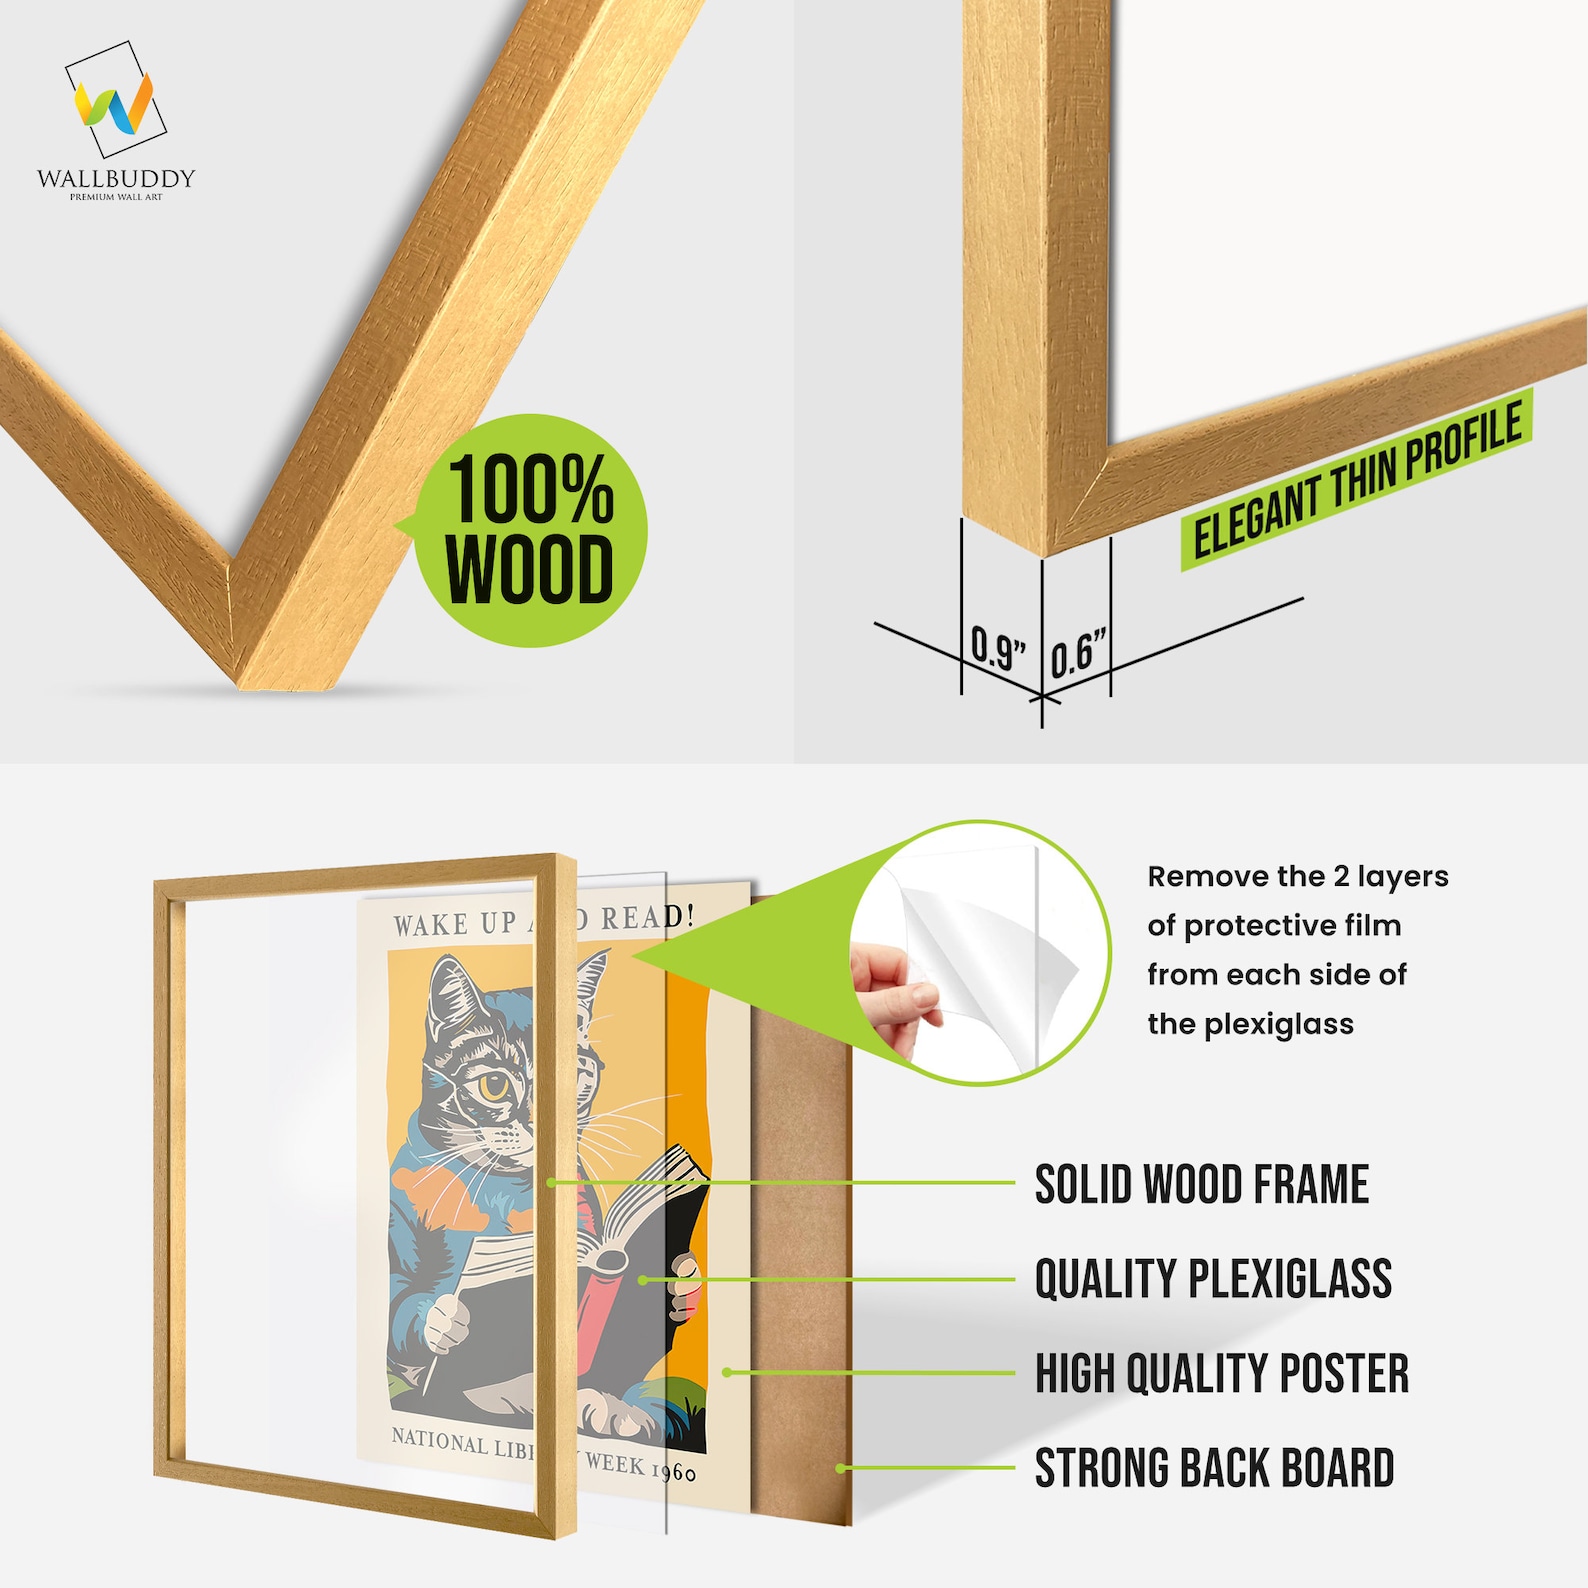 WALLBUDDY
PREMIUM WALL ART
100%
WOOD
ELEGANT THIN PROFILE
0.9”
0.6”
Remove the 2 layers
of protective film
from each side of
the plexiglass
WAKE UP A D READ!
SOLID WOOD FRAME
QUALITY PLEXIGLASS
HIGH QUALITY POSTER
STRONG BACK BOARD
NATIONAL LIB Y WEEK 1960